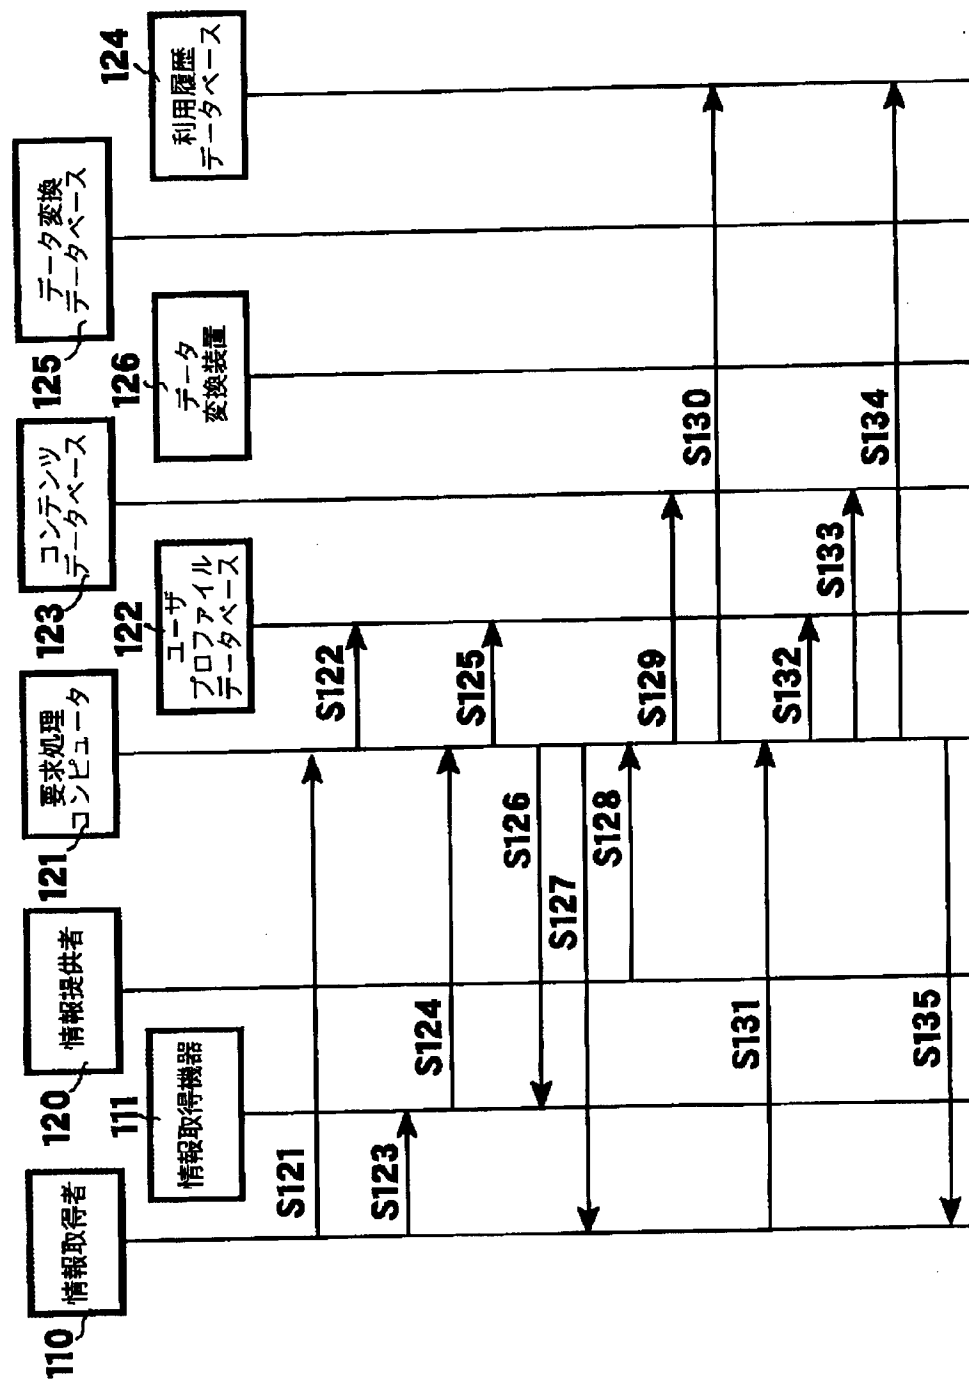 110
情報取得者
111
情報取得機器
120
情報提供者
121
要求処理
コンピュータ
122
ユーザ
プロファイル
データベース
123
コンテンツ
データベース
126
データ
変換装置
125
データ変換
データベース
124
利用履歴
データベース
S121
S122
S123
S124
S125
S126
S127
S128
S129
S130
S131
S132
S133
S134
S135